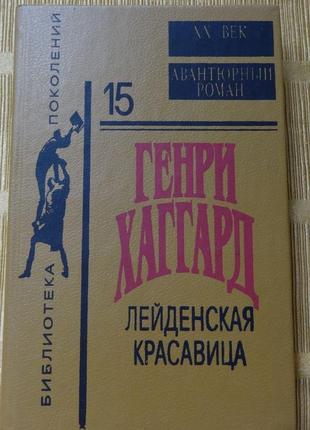 XX ВЕК
АВАНТЮРНЫЙ
РОМАН
15
ГЕНРИ
ХАГГАРД
ЛЕЙДЕНСКАЯ
КРАСАВИЦА
БИБЛИОТЕКА
ПОКОЛЕНИЙ